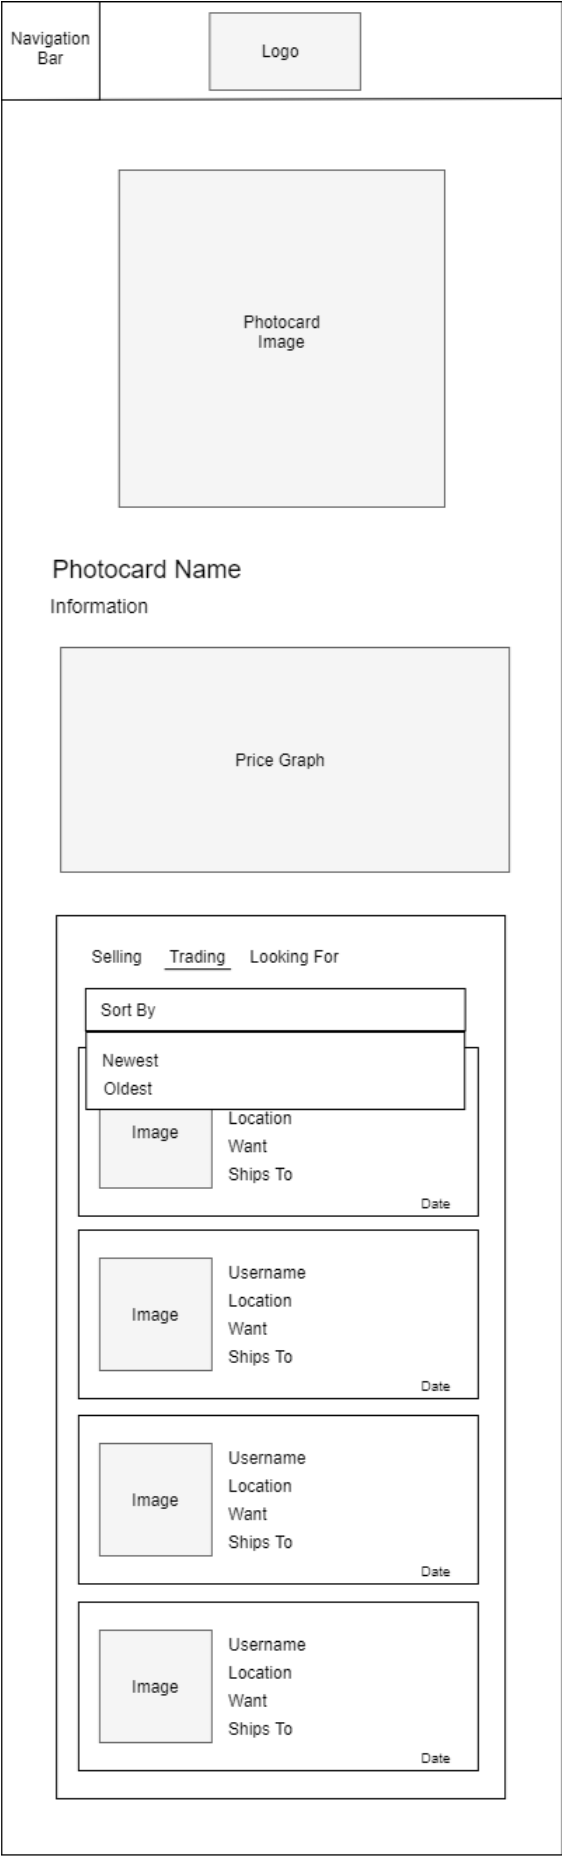 Navigation
Bar
Logo
Photocard
Image
Photocard Name
Information
Price Graph
Selling Trading Looking For
Sort By
Newest
Oldest
Image
Location
Want
Ships To
Date
Image
Username
Location
Want
Ships To
Date
Image
Username
Location
Want
Ships To
Date
Image
Username
Location
Want
Ships To
Date